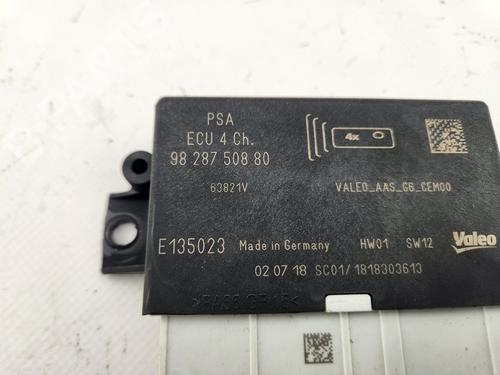 PSA
ECU 4 Ch.
98 287 508 80
4x
63821V
VALEO_AAS_G6_CEM00
E135023 Made in Germany HW01 SW12 Valeo
02 07 18 SC01/1818303613